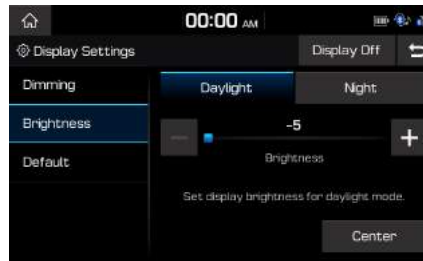 00:00 AM
Display Settings
Display Off
Dimming
Daylight
Night
Brightness
-5
− +
Brightness
Default
Set display brightness for daylight mode.
Center